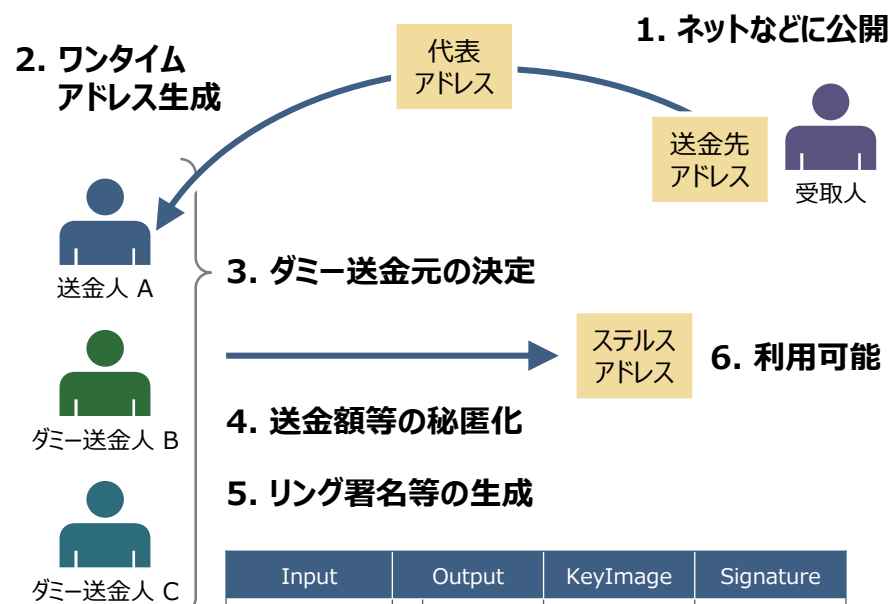 1. ネットなどに公開
2. ワンタイム
アドレス生成
代表
アドレス
送金先
アドレス
受取人
送金人 A
3. ダミー送金元の決定
ステルス
アドレス
6. 利用可能
ダミー送金人 B
4. 送金額等の秘匿化
5. リング署名等の生成
ダミー送金人 C
Input Output KeyImage Signature